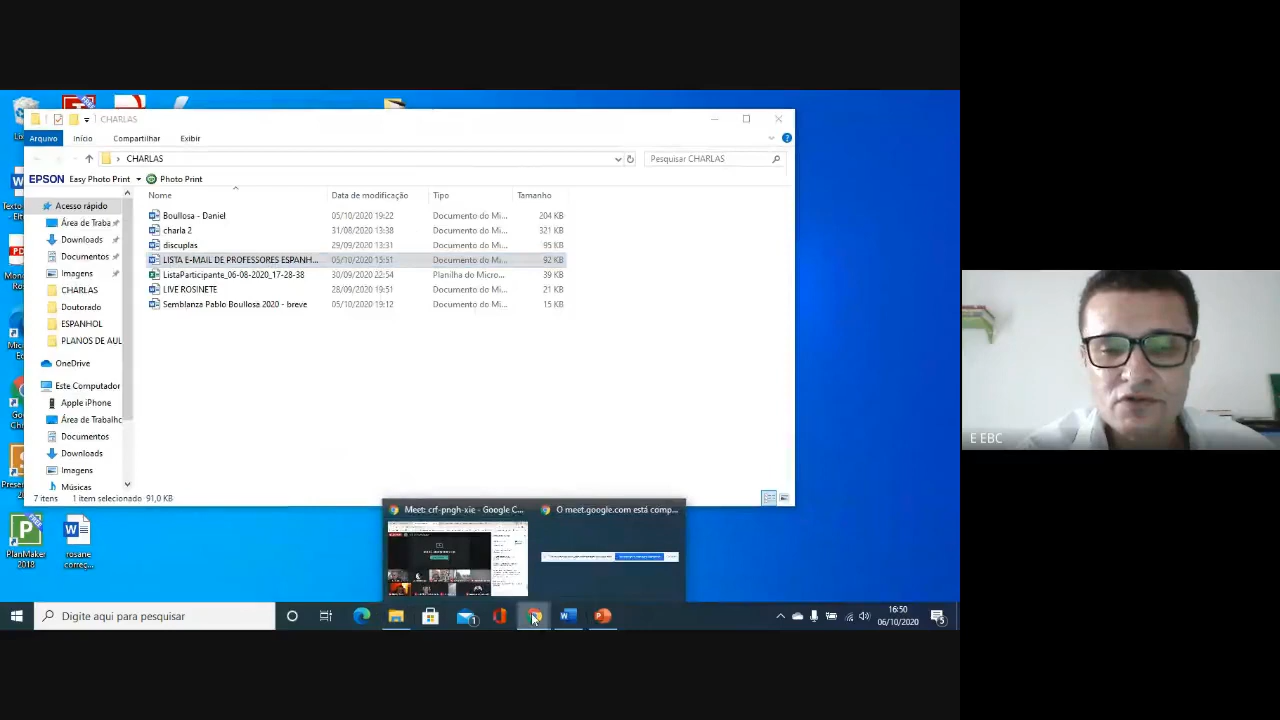 CHARLAS
Arquivo Início Compartilhar Exibir
CHARLAS
Pesquisar CHARLAS
EPSON Easy Photo Print Photo Print
Nome Data de modificação Tipo Tamanho
Acesso rápido
Área de Traba
Downloads
Documentos
Imagens
CHARLAS
Doutorado
ESPANHOL
PLANOS DE AUL
OneDrive
Este Computador
Apple iPhone
Área de Trabalho
Documentos
Downloads
Imagens
Músicas
Boullosa - Daniel 05/10/2020 19:22 Documento do Mi... 204 KB
charla 2 31/08/2020 13:38 Documento do Mi... 321 KB
discuplas 29/09/2020 13:31 Documento do Mi... 95 KB
LISTA E-MAIL DE PROFESSORES ESPANH... 05/10/2020 15:51 Documento do Mi... 92 KB
ListaParticipante_06-08-2020_17-28-38 30/09/2020 22:54 Planilha do Micro... 39 KB
LIVE ROSINETE 28/09/2020 19:51 Documento do Mi... 21 KB
Semblanza Pablo Boullosa 2020 - breve 05/10/2020 19:12 Documento do Mi... 15 KB
7 itens 1 item selecionado 91,0 KB
Meet: crf-pngh-xie - Google C...
O meet.google.com está comp...
PlanMaker
2018
rosane
correc...
Digite aqui para pesquisar
1
16:50
06/10/2020
5
E EBC